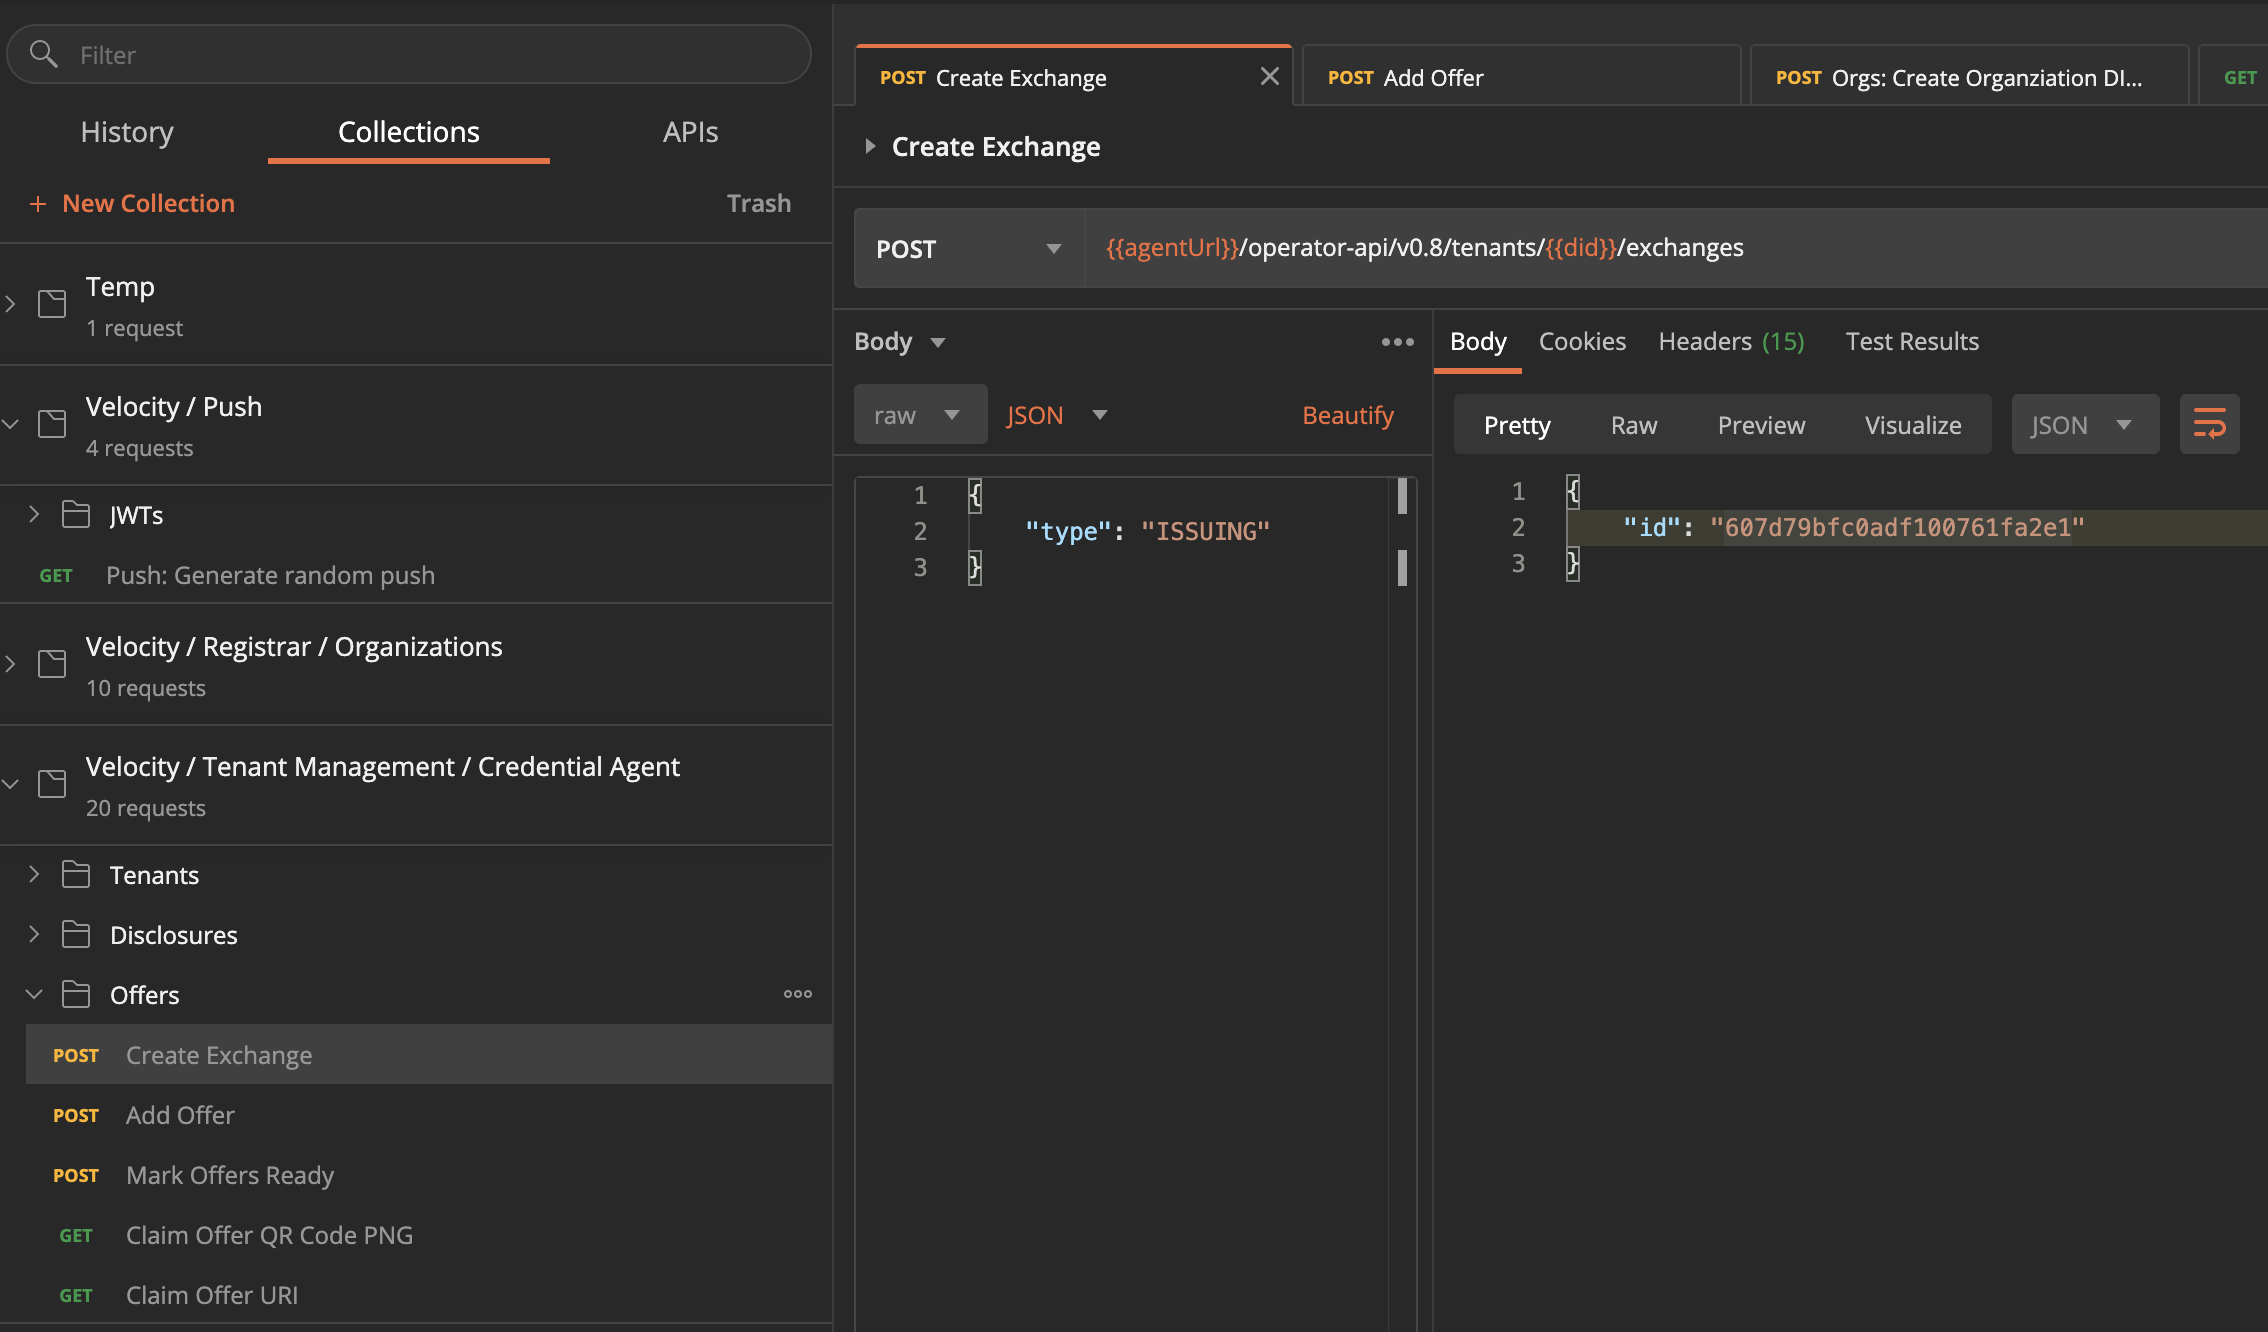 Filter
History Collections APIs
+ New Collection Trash
Temp
1 request
Velocity / Push
4 requests
JWTs
GET Push: Generate random push
Velocity / Registrar / Organizations
10 requests
Velocity / Tenant Management / Credential Agent
20 requests
Tenants
Disclosures
Offers
POST Create Exchange
POST Add Offer
POST Mark Offers Ready
GET Claim Offer QR Code PNG
GET Claim Offer URI
POST Create Exchange
POST Add Offer
POST Orgs: Create Organziation DI...
GET
Create Exchange
POST {{agentUrl}}/operator-api/v0.8/tenants/{{did}}/exchanges
Body
raw JSON Beautify
1 {
2 "type": "ISSUING"
3 }
Body Cookies Headers (15) Test Results
Pretty Raw Preview Visualize JSON
1 {
2 "id": "607d79bfc0adf100761fa2e1"
3 }